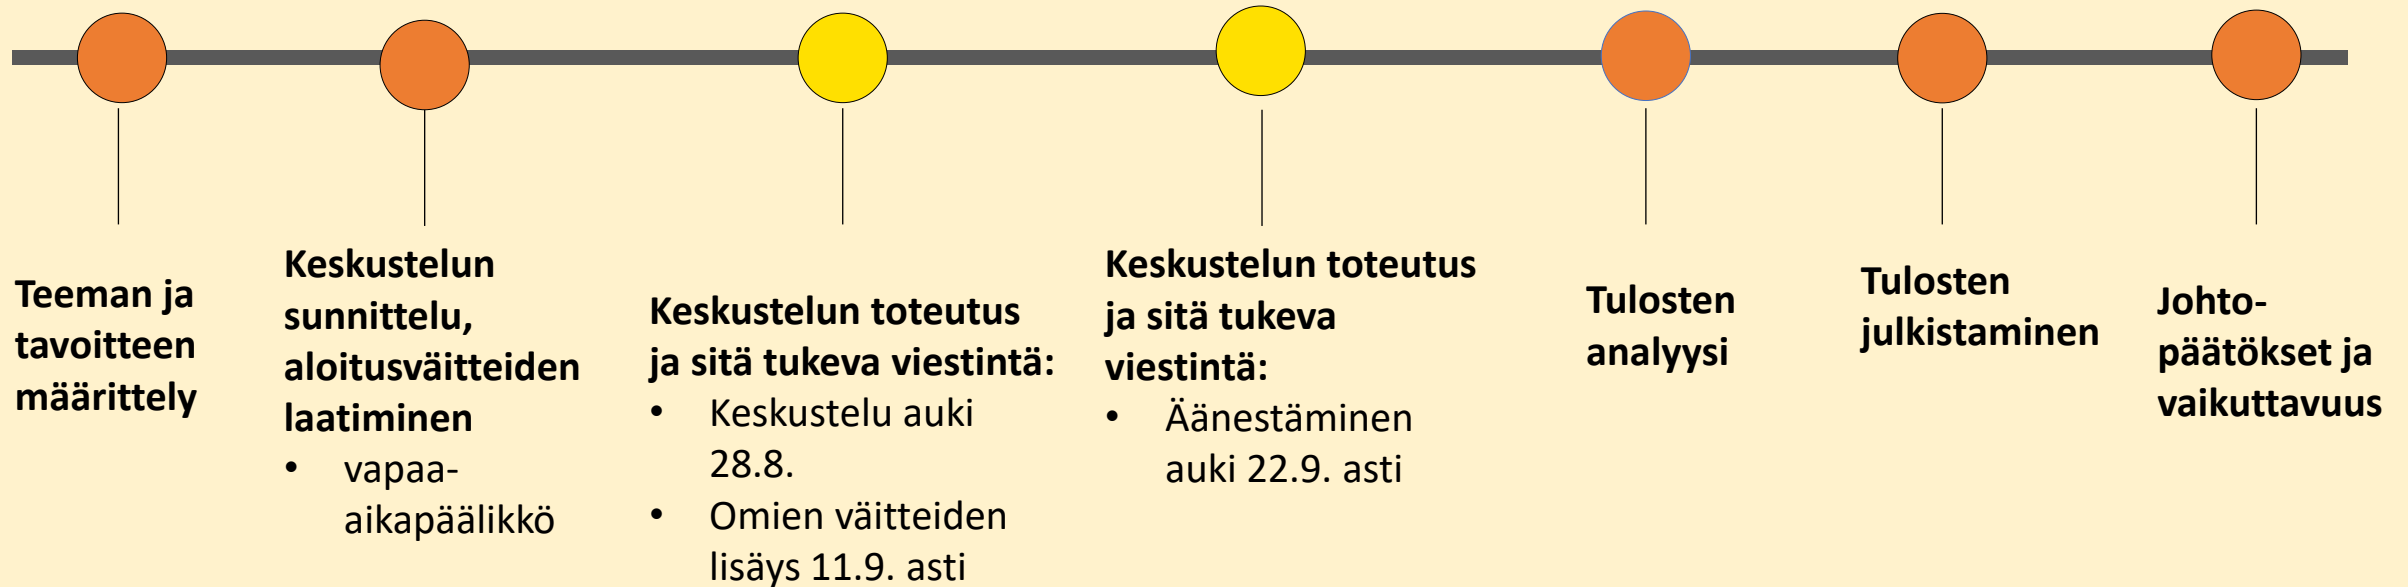 Teeman ja
tavoitteen
määrittely
Keskustelun
sunnittelu,
aloitusväitteiden
laatiminen
• vapaa-
aikapäälikkö
Keskustelun toteutus
ja sitä tukeva viestintä:
• Keskustelu auki
28.8.
• Omien väitteiden
lisäys 11.9. asti
Keskustelun toteutus
ja sitä tukeva
viestintä:
• Äänestäminen
auki 22.9. asti
Tulosten
analyysi
Tulosten
julkistaminen
Johto-
päätökset ja
vaikuttavuus